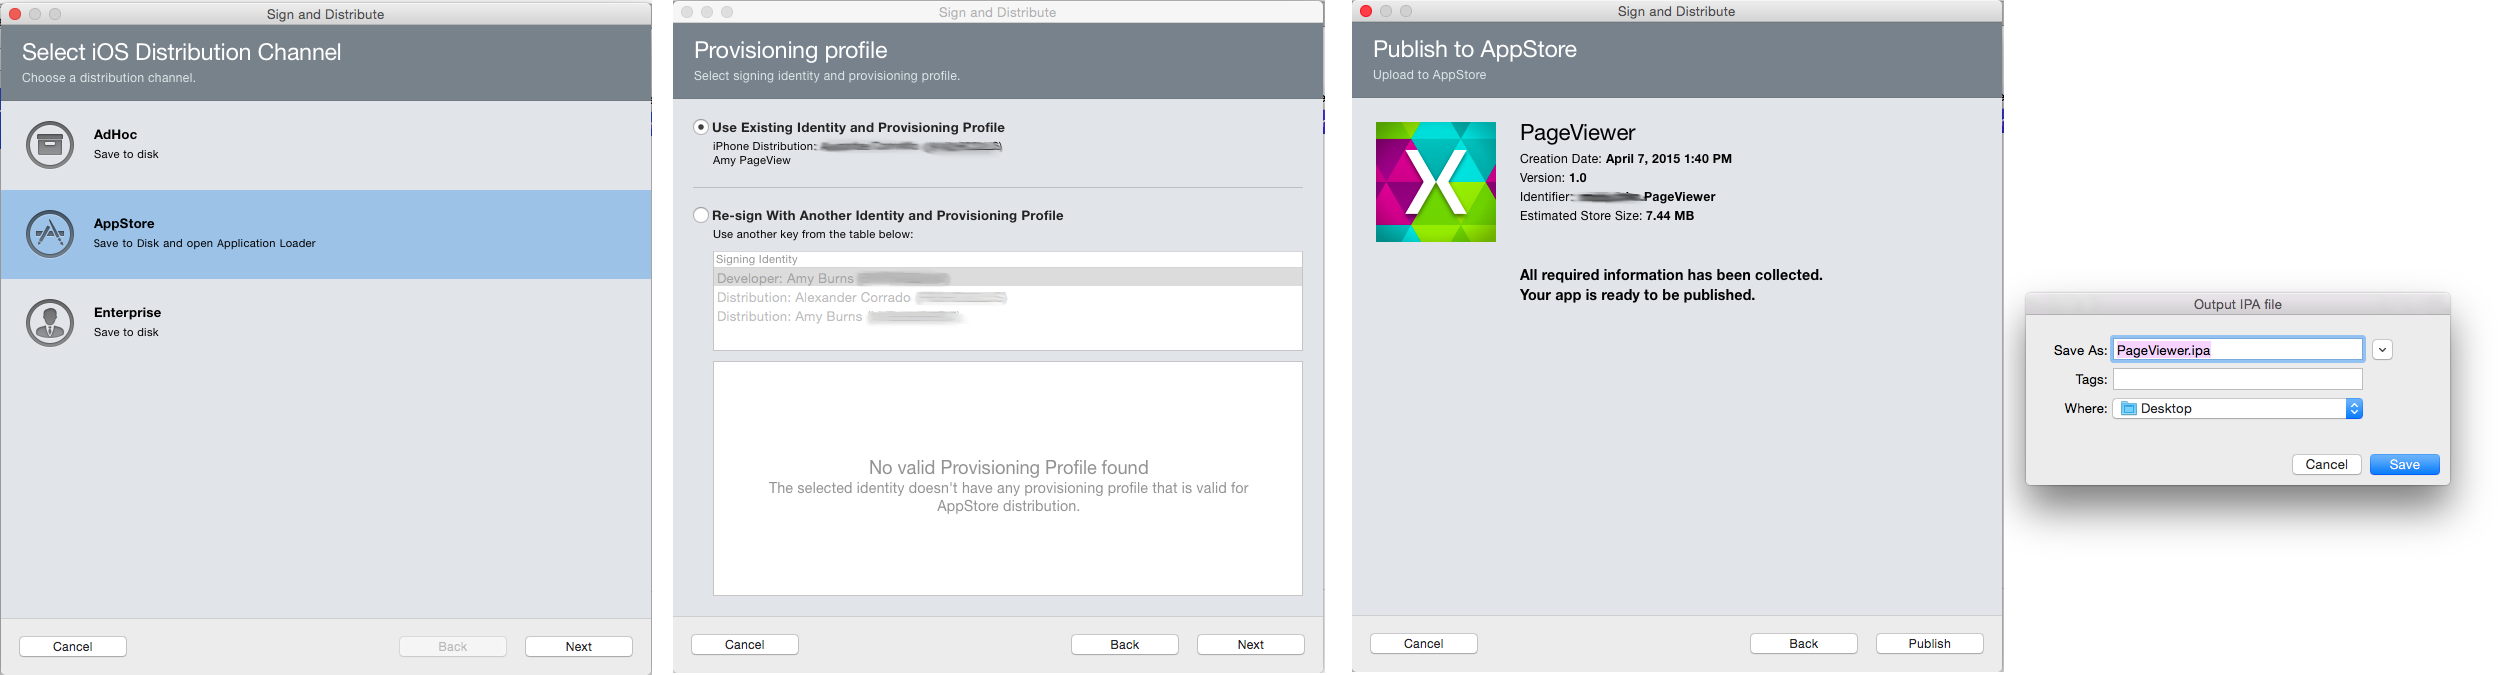 Sign and Distribute
Select iOS Distribution Channel
Choose a distribution channel.
AdHoc
Save to disk
AppStore
Save to Disk and open Application Loader
Enterprise
Save to disk
Cancel
Back
Next
Sign and Distribute
Provisioning profile
Select signing identity and provisioning profile.
Use Existing Identity and Provisioning Profile
iPhone Distribution:
Amy PageView
Re-sign With Another Identity and Provisioning Profile
Use another key from the table below:
Signing Identity
Developer: Amy Burns
Distribution: Alexander Corrado
Distribution: Amy Burns
No valid Provisioning Profile found
The selected identity doesn't have any provisioning profile that is valid for
AppStore distribution.
Cancel
Back
Next
Sign and Distribute
Publish to AppStore
Upload to AppStore
PageViewer
Creation Date: April 7, 2015 1:40 PM
Version: 1.0
Identifier: PageViewer
Estimated Store Size: 7.44 MB
All required information has been collected.
Your app is ready to be published.
Cancel
Back
Publish
Output IPA file
Save As: PageViewer.ipa
Tags:
Where: Desktop
Cancel
Save